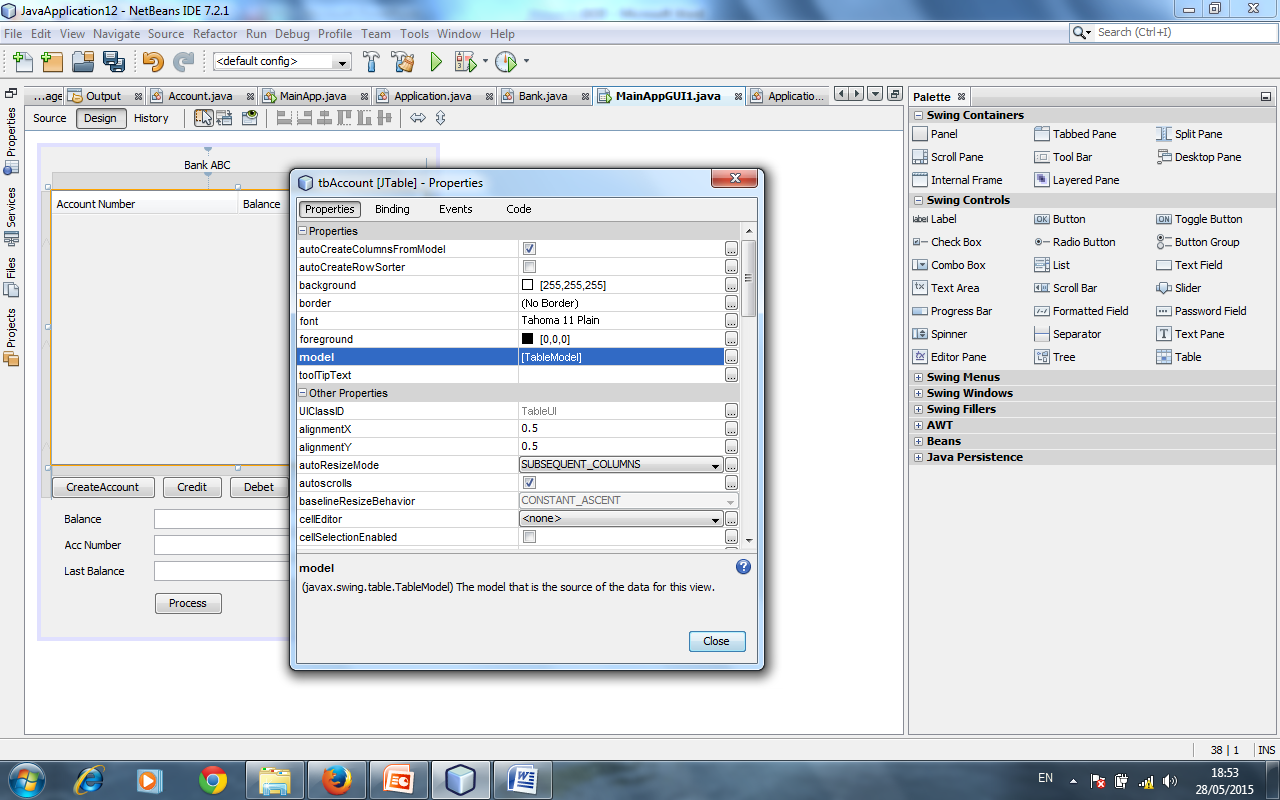 JavaApplication12 - NetBeans IDE 7.2.1
File Edit View Navigate Source Refactor Run Debug Profile Team Tools Window Help
Search (Ctrl+I)
<default config>
...age Output Account.java MainApp.java Application.java Bank.java MainAppGUI1.java Applicatio...
Source Design History
Properties
Services
Files
Projects
Bank ABC
Account Number Balance
CreateAccount Credit Debet
Balance
Acc Number
Last Balance
Process
tbAccount [JTable] - Properties
Properties Binding Events Code
Properties
autoCreateColumnsFromModel
autoCreateRowSorter
background [255,255,255]
border (No Border)
font Tahoma 11 Plain
foreground [0,0,0]
model [TableModel]
toolTipText
Other Properties
UIClassID TableUI
alignmentX 0.5
alignmentY 0.5
autoResizeMode SUBSEQUENT_COLUMNS
autoscrolls
baselineResizeBehavior CONSTANT_ASCENT
cellEditor <none>
cellSelectionEnabled
model
(javax.swing.table.TableModel) The model that is the source of the data for this view.
Close
Palette
Swing Containers
Panel Tabbed Pane Split Pane
Scroll Pane Tool Bar Desktop Pane
Internal Frame Layered Pane
Swing Controls
label Label OK Button ON Toggle Button
Check Box Radio Button Button Group
Combo Box List Text Field
Text Area Scroll Bar Slider
Progress Bar Formatted Field Password Field
Spinner Separator Text Pane
Editor Pane Tree Table
Swing Menus
Swing Windows
Swing Fillers
AWT
Beans
Java Persistence
38 | 1 INS
EN
18:53
28/05/2015